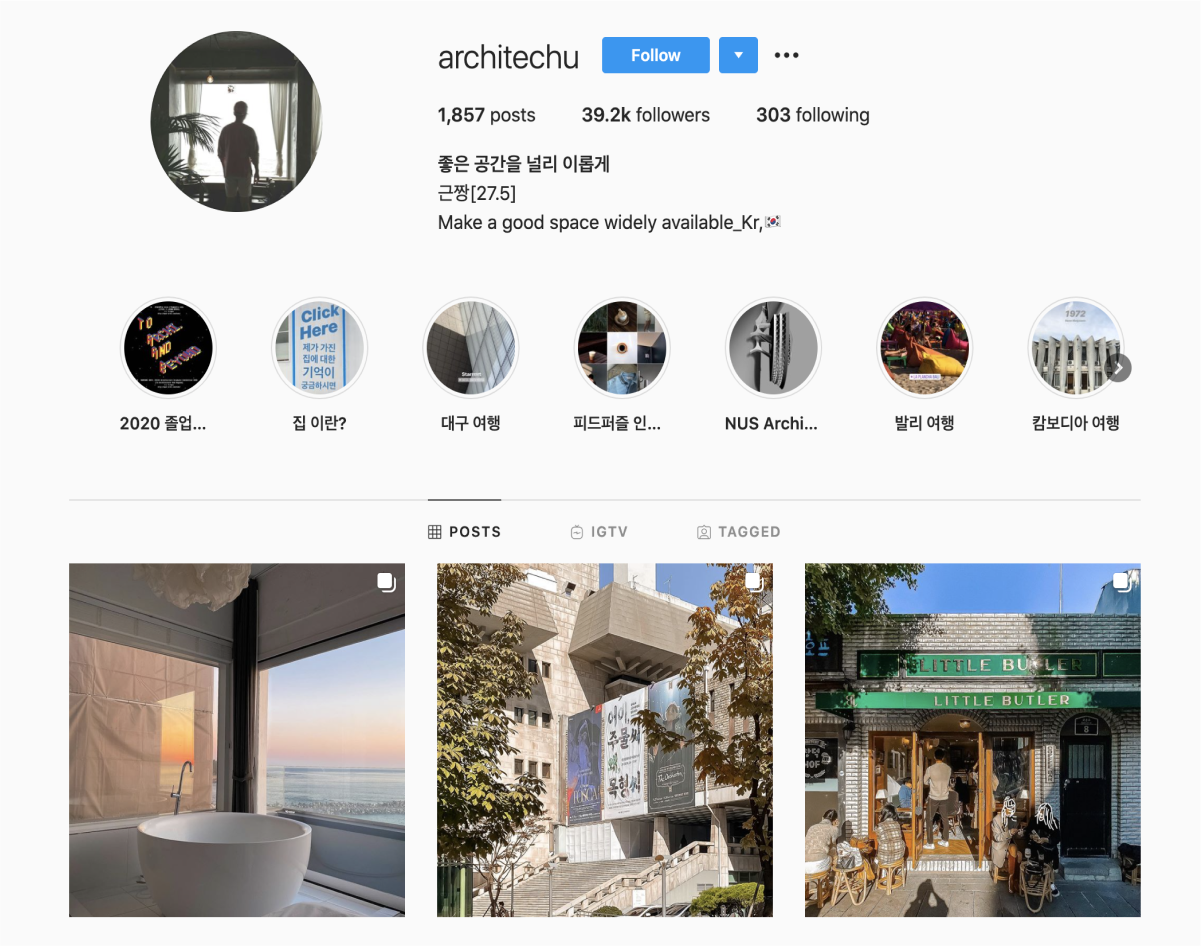 architechu
Follow
1,857 posts 39.2k followers 303 following
좋은 공간을 널리 이롭게
근짱[27.5]
Make a good space widely available_Kr,🇰🇷
TO
AND
BEYOND
Click
Here
제가 가진
집에 대한
기억이
궁금하시면
1972
2020 졸업...
집 이란?
대구 여행
피드퍼즐 인...
NUS Archi...
발리 여행
캄보디아 여행
POSTS
IGTV
TAGGED
TOSCA
어이,
주물씨
목형씨
LITTLE BUTLER
LITTLE BUTLER
HOF
8